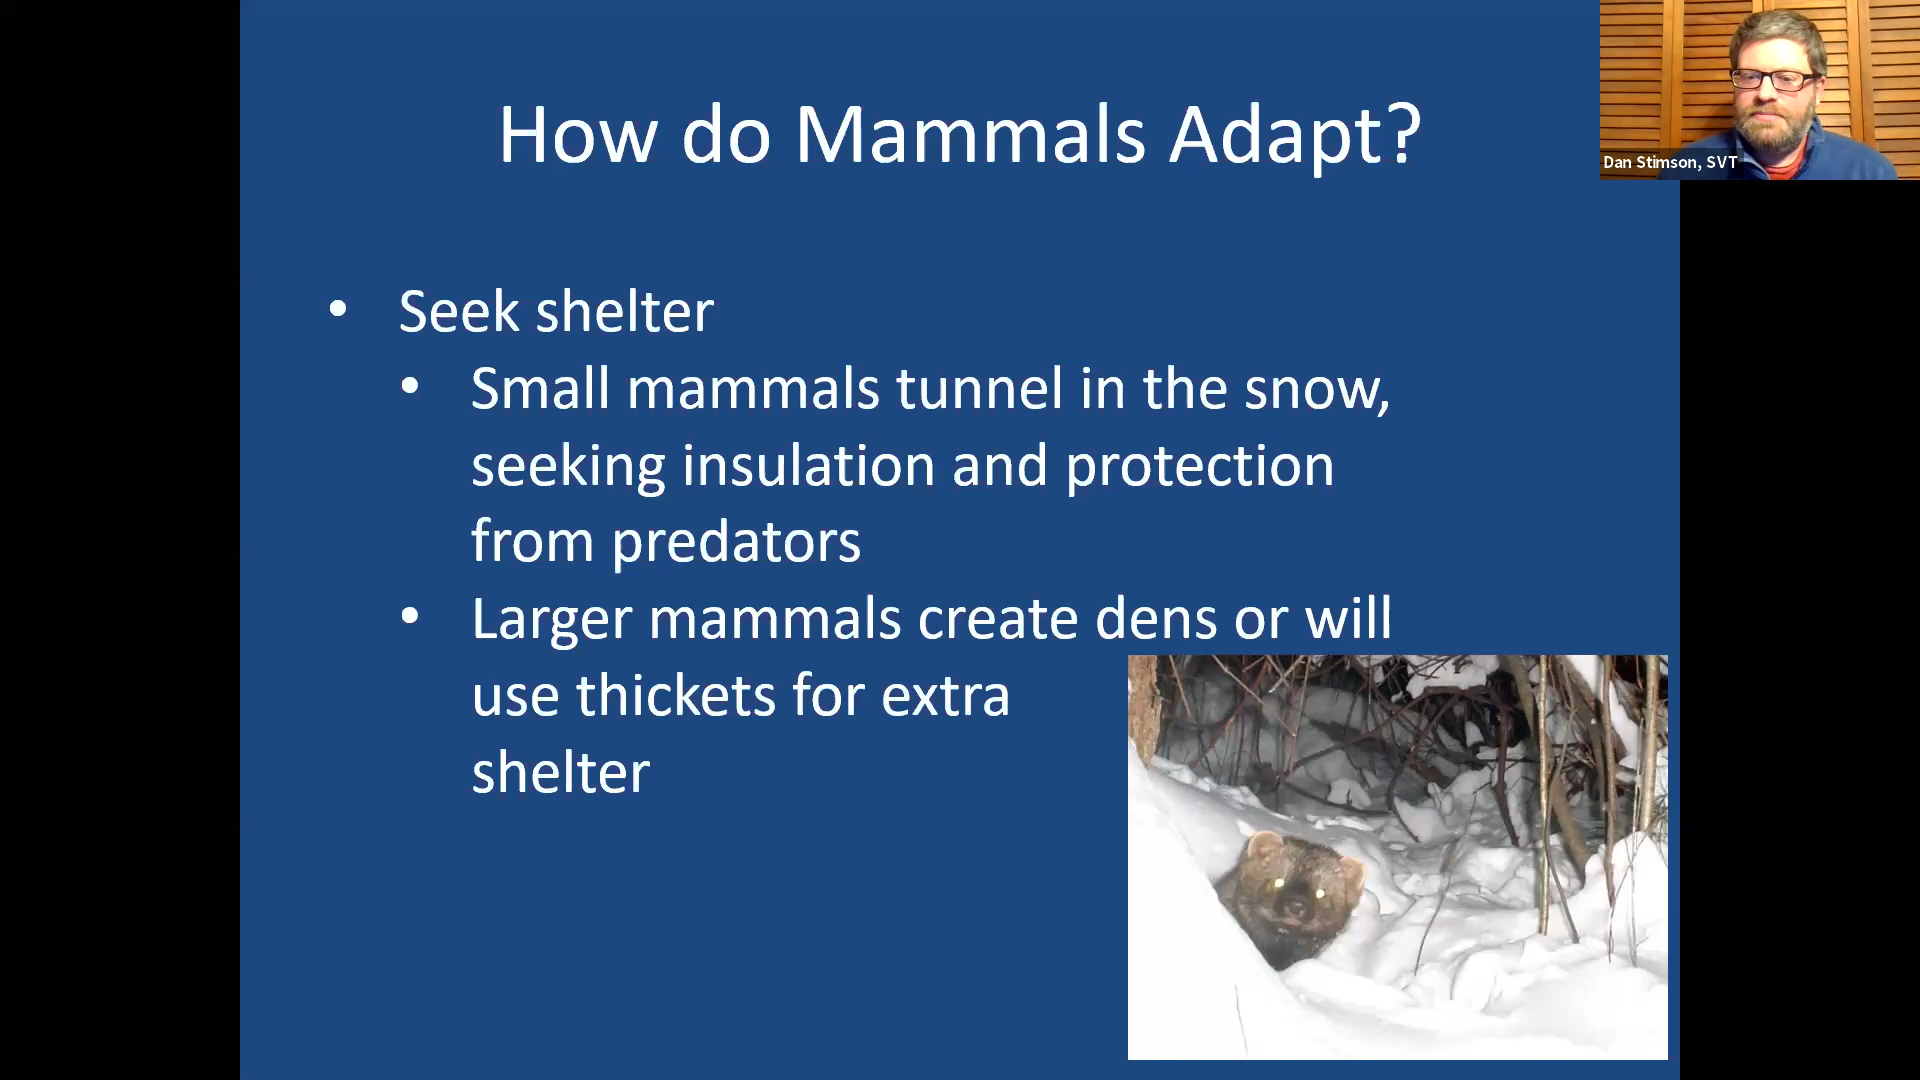 How do Mammals Adapt?
Dan Stimson, SVT
• Seek shelter
• Small mammals tunnel in the snow,
seeking insulation and protection
from predators
• Larger mammals create dens or will
use thickets for extra
shelter